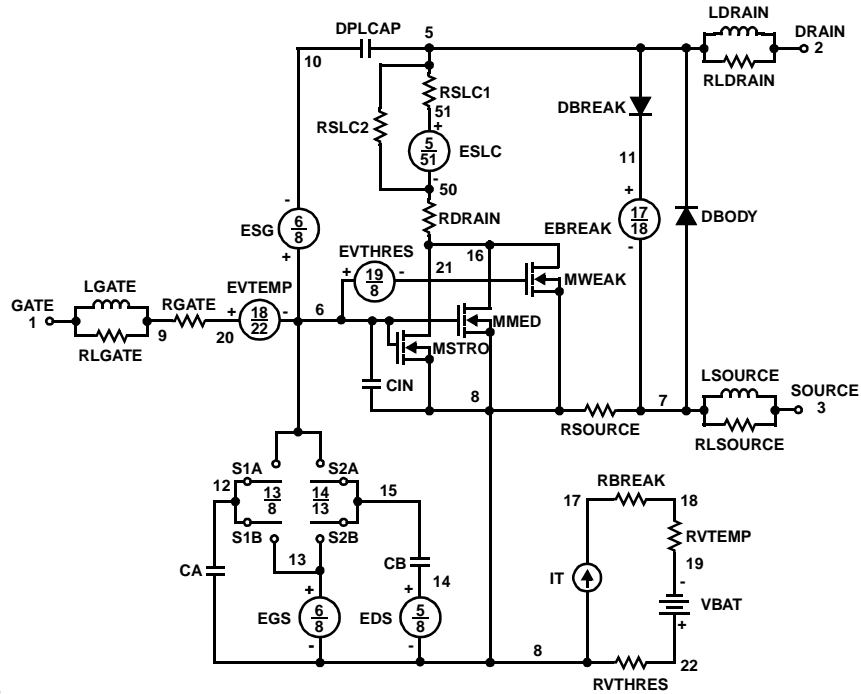 LDRAIN
DPLCAP 5 DRAIN
10 2
RLDRAIN
RSLC1
51
DBREAK
RSLC2
+
5
51
ESLC
-
50
11
- +
RDRAIN
6
8
ESG
17
18
EBREAK
DBODY
+ -
EVTHRES
16
+ 19
8
- 21
MWEAK
LGATE
EVTEMP
GATE
1
RGATE
+ 18
22
- 6
MMED
9 20
RLGATE
MSTRO
LSOURCE
CIN
8 7
SOURCE
3
RSOURCE
RLSOURCE
S1A S2A
12
13
8
14
13
15
RBREAK
17 18
S1B S2B
RVTEMP
13
CB
19
CA
14
IT
-
+ +
VBAT
EGS
6
8
EDS
5
8
+
- -
8
22
RVTHRES